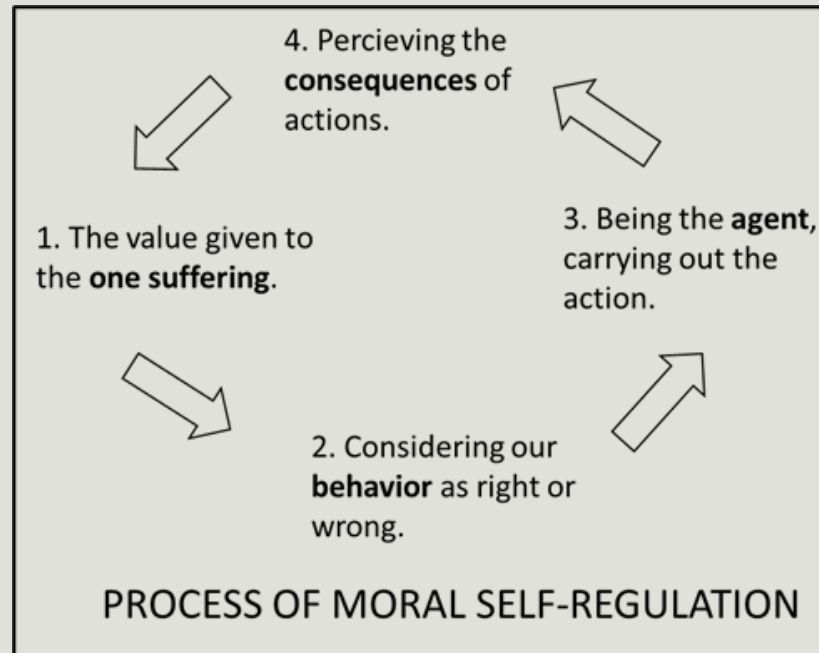 4. Percieving the
consequences of
actions.
1. The value given to
the one suffering.
3. Being the agent,
carrying out the
action.
2. Considering our
behavior as right or
wrong.
PROCESS OF MORAL SELF-REGULATION